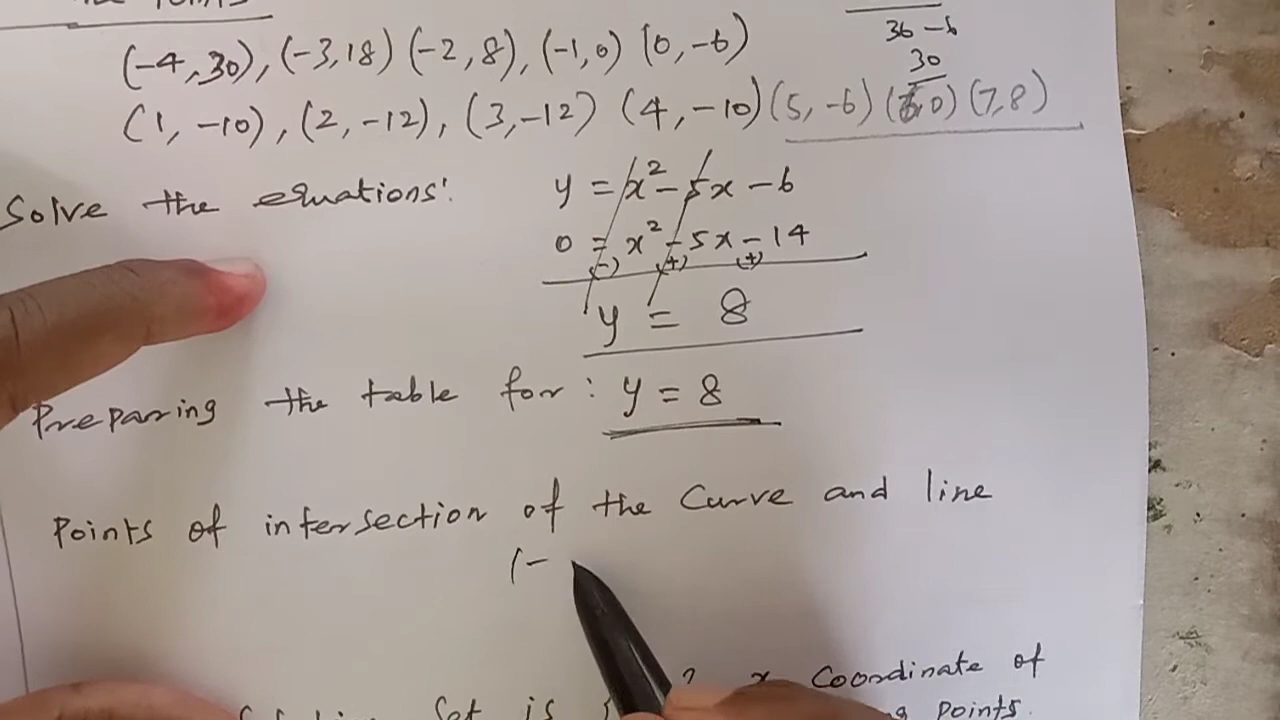 36 - 6
30
(-4, 30), (-3, 18) (-2, 8), (-1, 0) (0, -6)
(1, -10), (2, -12), (3, -12) (4, -10) (5, -6) (6, 0) (7, 8)
Solve the equations: y = x² - 5x - 6
0 = x² - 5x - 14
(-) (+) (+)
y = 8
Preparing the table for : y = 8
Points of intersection of the curve and line
(-
x coordinate of
Set is { points.